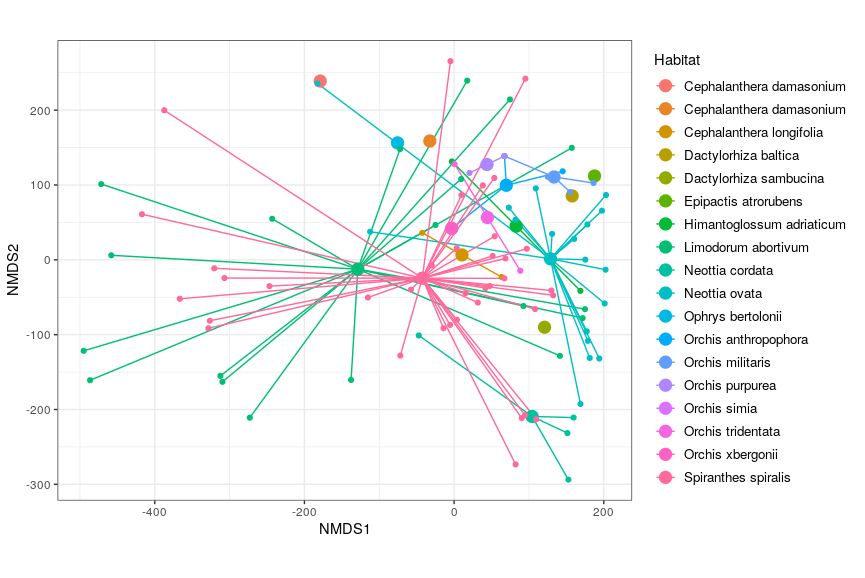 Habitat
Cephalanthera damasonium
Cephalanthera damasonium
Cephalanthera longifolia
Dactylorhiza baltica
Dactylorhiza sambucina
Epipactis atrorubens
Himantoglossum adriaticum
Limodorum abortivum
Neottia cordata
Neottia ovata
Ophrys bertolonii
Orchis anthropophora
Orchis militaris
Orchis purpurea
Orchis simia
Orchis tridentata
Orchis xbergonii
Spiranthes spiralis
NMDS2
200
100
0
-100
-200
-300
-400
-200
0
200
NMDS1